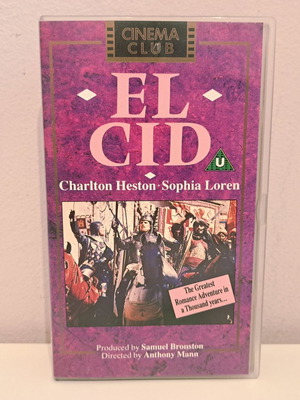 CINEMA
CLUB
EL
CID
U
Charlton Heston · Sophia Loren
The Greatest
Romance Adventure in
a Thousand years...
Produced by Samuel Bronston
Directed by Anthony Mann